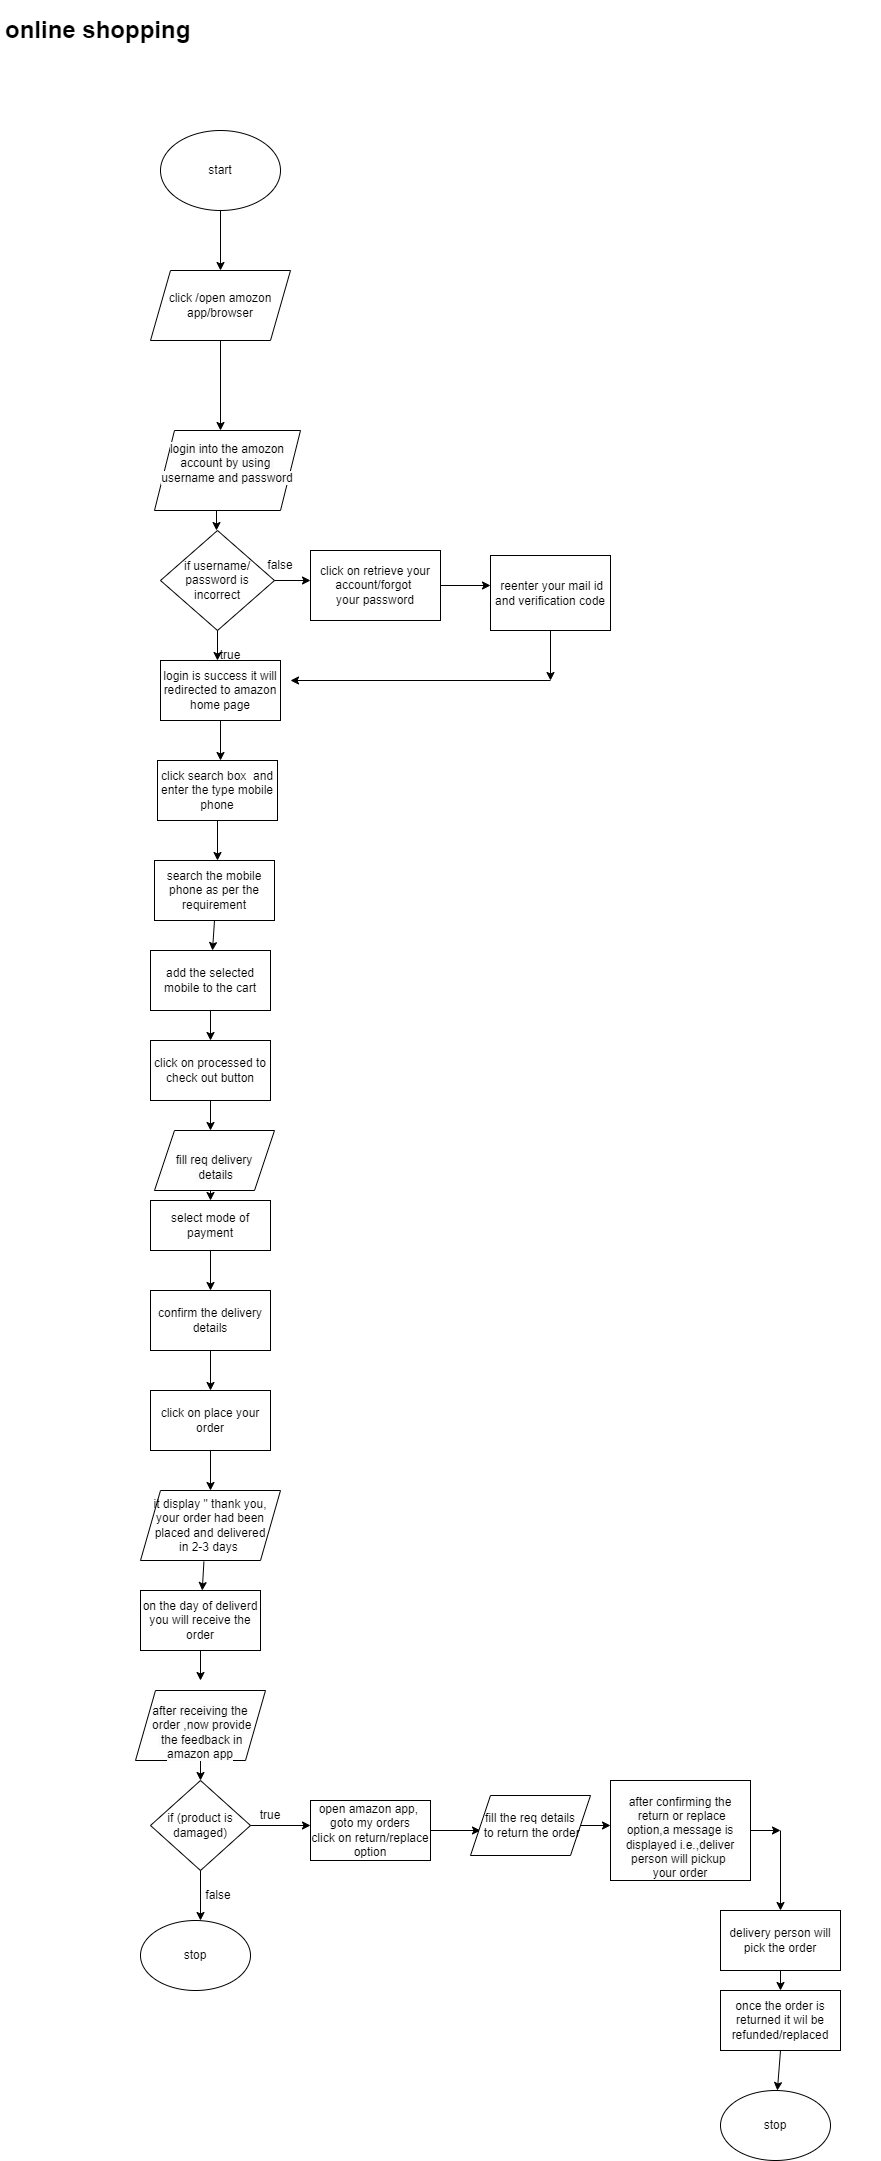 online shopping
start
click /open amozon
app/browser
login into the amozon
account by using
username and password
if username/
password is
incorrect
false
click on retrieve your
account/forgot
your password
reenter your mail id
and verification code
true
login is success it will
redirected to amazon
home page
click search box  and
enter the type mobile
phone
search the mobile
phone as per the
requirement
add the selected
mobile to the cart
click on processed to
check out button
fill req delivery
details
select mode of
payment
confirm the delivery
details
click on place your
order
it display " thank you,
your order had been
placed and delivered
in 2-3 days
on the day of deliverd
you will receive the
order
after receiving the
order ,now provide
the feedback in
amazon app
if (product is
damaged)
true
open amazon app,
goto my orders
click on return/replace
option
fill the req details
to return the order
after confirming the
return or replace
option,a message is
displayed i.e.,deliver
person will pickup
your order
false
stop
delivery person will
pick the order
once the order is
returned it wil be
refunded/replaced
stop